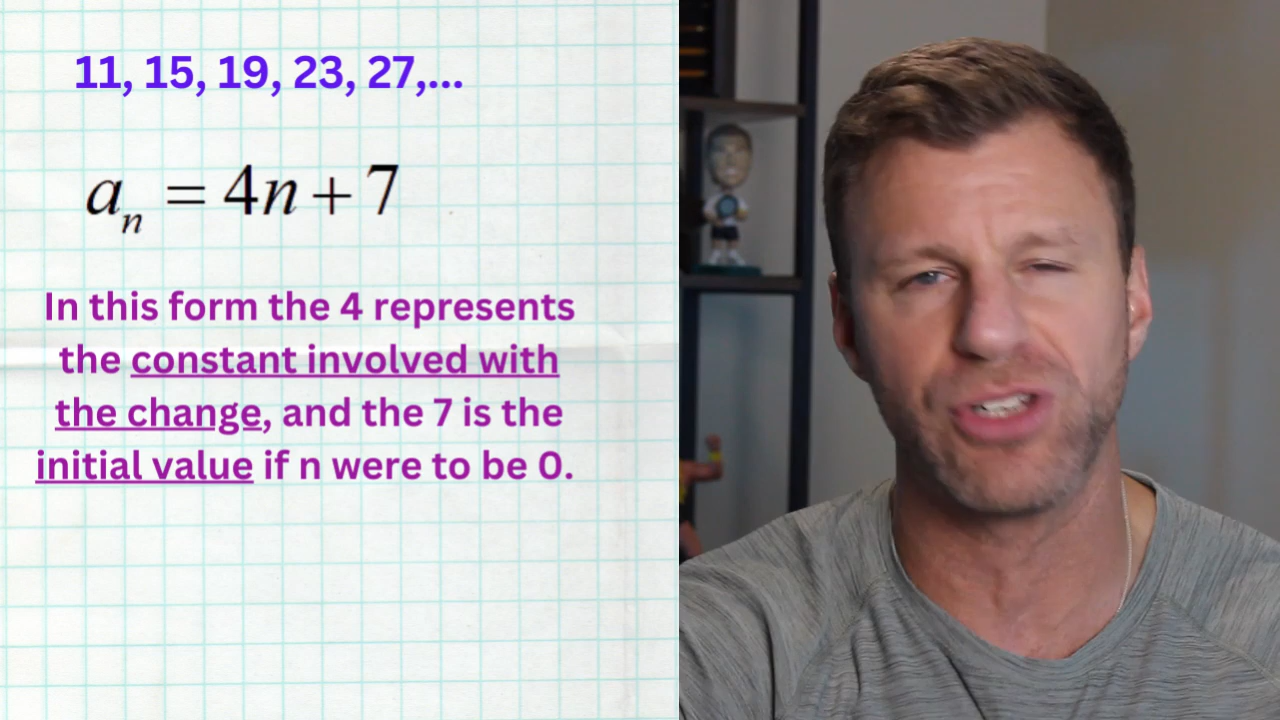 11, 15, 19, 23, 27,...
aₙ = 4n + 7
In this form the 4 represents
the constant involved with
the change, and the 7 is the
initial value if n were to be 0.